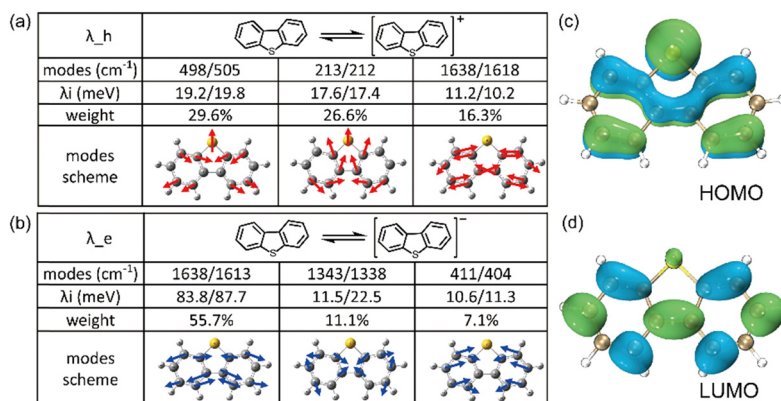 (a)
λ_h
S
S
+
modes (cm⁻¹) 498/505 213/212 1638/1618
λi (meV) 19.2/19.8 17.6/17.4 11.2/10.2
weight 29.6% 26.6% 16.3%
modes
scheme
(b)
λ_e
S
S
−
modes (cm⁻¹) 1638/1613 1343/1338 411/404
λi (meV) 83.8/87.7 11.5/22.5 10.6/11.3
weight 55.7% 11.1% 7.1%
modes
scheme
(c)
HOMO
(d)
LUMO